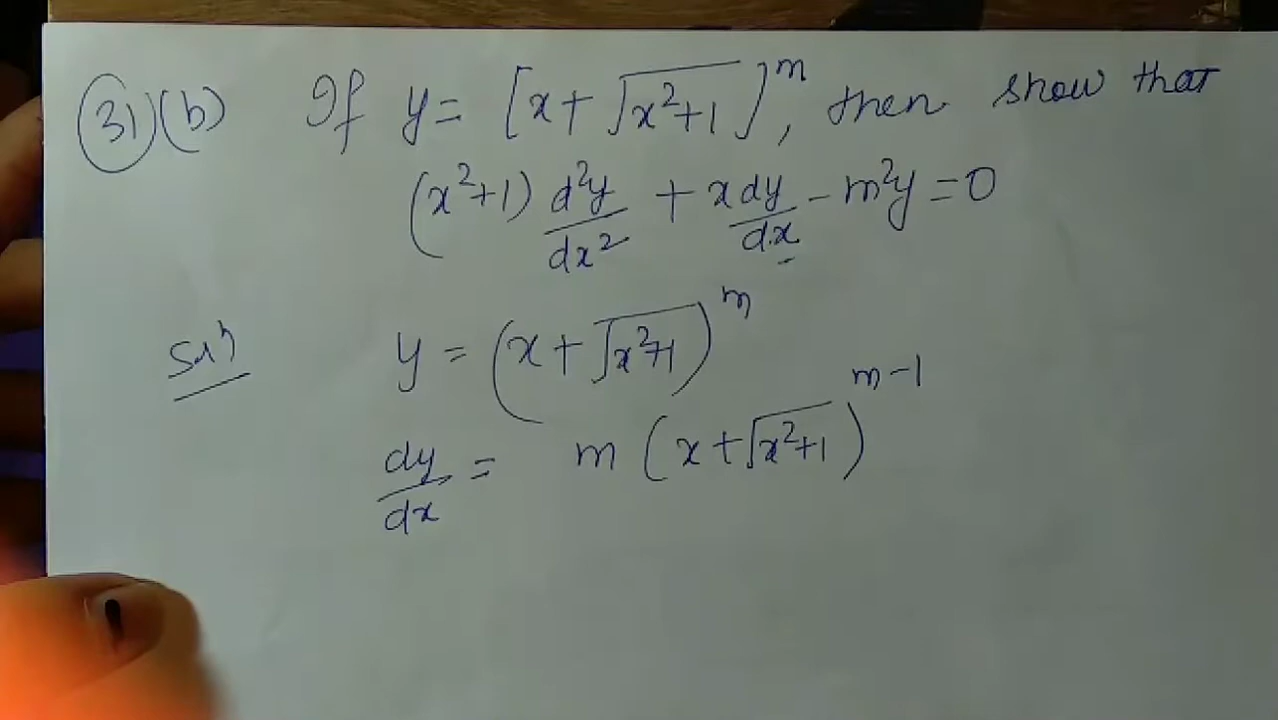 31 (b) If y = [x + √x²+1]ᵐ, then show that
(x²+1) d²y/dx² + x dy/dx - m²y = 0
Solⁿ y = (x + √x²+1)ᵐ
dy/dx = m (x + √x²+1)ᵐ⁻¹